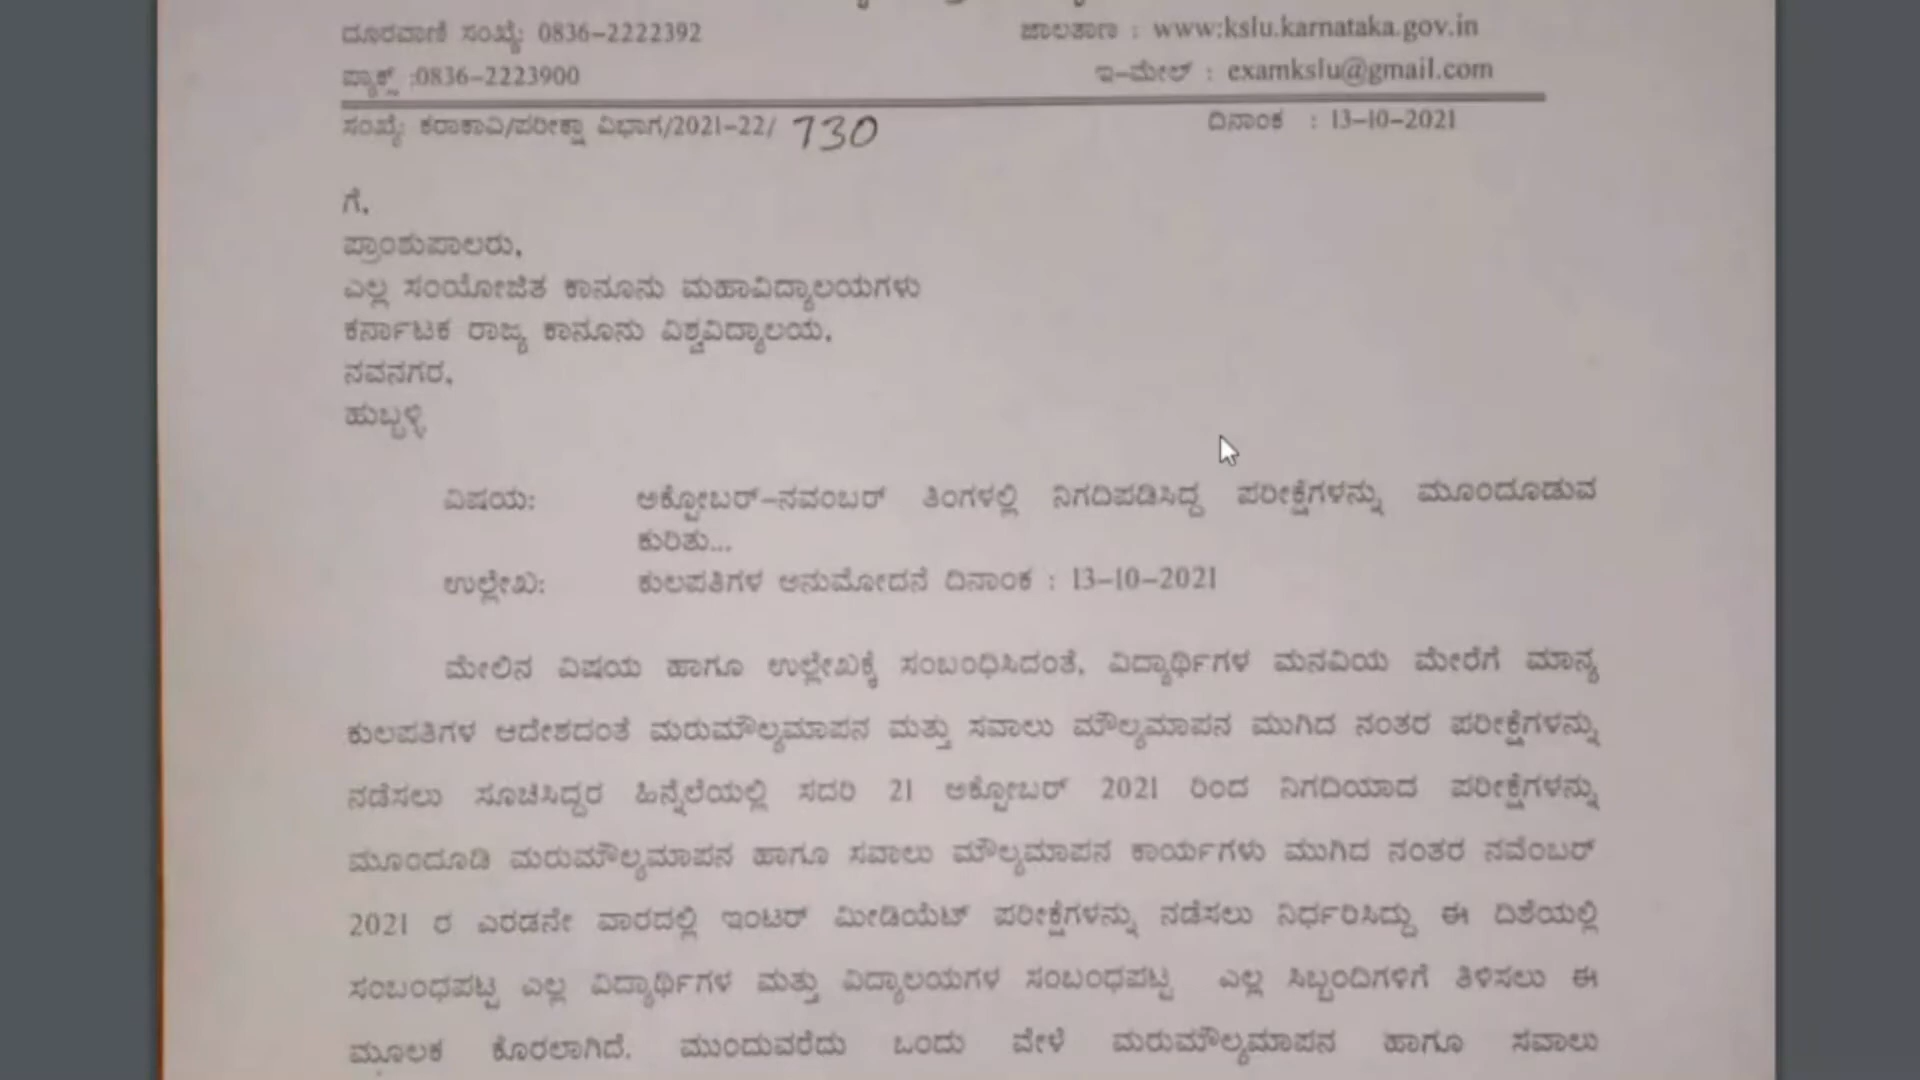 ದೂರವಾಣಿ ಸಂಖ್ಯೆ: 0836-2222392
ಜಾಲತಾಣ : www:kslu.karnataka.gov.in
ಪ್ಯಾಕ್ಸ್ :0836-2223900
ಇ-ಮೇಲ್ : examkslu@gmail.com
ಸಂಖ್ಯೆ: ಕರಾಕಾವಿ/ಪರೀಕ್ಷಾ ವಿಭಾಗ/2021-22/ 730
ದಿನಾಂಕ : 13-10-2021
ಗೆ,
ಪ್ರಾಂಶುಪಾಲರು,
ಎಲ್ಲ ಸಂಯೋಜಿತ ಕಾನೂನು ಮಹಾವಿದ್ಯಾಲಯಗಳು
ಕರ್ನಾಟಕ ರಾಜ್ಯ ಕಾನೂನು ವಿಶ್ವವಿದ್ಯಾಲಯ,
ನವನಗರ,
ಹುಬ್ಬಳ್ಳಿ
ವಿಷಯ: ಅಕ್ಟೋಬರ್-ನವಂಬರ್ ತಿಂಗಳಲ್ಲಿ ನಿಗದಿಪಡಿಸಿದ್ದ ಪರೀಕ್ಷೆಗಳನ್ನು ಮೂಂದೂಡುವ
ಕುರಿತು...
ಉಲ್ಲೇಖ: ಕುಲಪತಿಗಳ ಅನುಮೋದನೆ ದಿನಾಂಕ : 13-10-2021
ಮೇಲಿನ ವಿಷಯ ಹಾಗೂ ಉಲ್ಲೇಖಕ್ಕೆ ಸಂಬಂಧಿಸಿದಂತೆ, ವಿದ್ಯಾರ್ಥಿಗಳ ಮನವಿಯ ಮೇರೆಗೆ ಮಾನ್ಯ
ಕುಲಪತಿಗಳ ಆದೇಶದಂತೆ ಮರುಮೌಲ್ಯಮಾಪನ ಮತ್ತು ಸವಾಲು ಮೌಲ್ಯಮಾಪನ ಮುಗಿದ ನಂತರ ಪರೀಕ್ಷೆಗಳನ್ನು
ನಡೆಸಲು ಸೂಚಿಸಿದ್ದರ ಹಿನ್ನೆಲೆಯಲ್ಲಿ ಸದರಿ 21 ಅಕ್ಟೋಬರ್ 2021 ರಿಂದ ನಿಗದಿಯಾದ ಪರೀಕ್ಷೆಗಳನ್ನು
ಮೂಂದೂಡಿ ಮರುಮೌಲ್ಯಮಾಪನ ಹಾಗೂ ಸವಾಲು ಮೌಲ್ಯಮಾಪನ ಕಾರ್ಯಗಳು ಮುಗಿದ ನಂತರ ನವೆಂಬರ್
2021 ರ ಎರಡನೇ ವಾರದಲ್ಲಿ ಇಂಟರ್ ಮೀಡಿಯೆಟ್ ಪರೀಕ್ಷೆಗಳನ್ನು ನಡೆಸಲು ನಿರ್ಧರಿಸಿದ್ದು ಈ ದಿಶೆಯಲ್ಲಿ
ಸಂಬಂಧಪಟ್ಟ ಎಲ್ಲ ವಿದ್ಯಾರ್ಥಿಗಳ ಮತ್ತು ವಿದ್ಯಾಲಯಗಳ ಸಂಬಂಧಪಟ್ಟ ಎಲ್ಲ ಸಿಬ್ಬಂದಿಗಳಿಗೆ ತಿಳಿಸಲು ಈ
ಮೂಲಕ ಕೊರಲಾಗಿದೆ. ಮುಂದುವರೆದು ಒಂದು ವೇಳೆ ಮರುಮೌಲ್ಯಮಾಪನ ಹಾಗೂ ಸವಾಲು